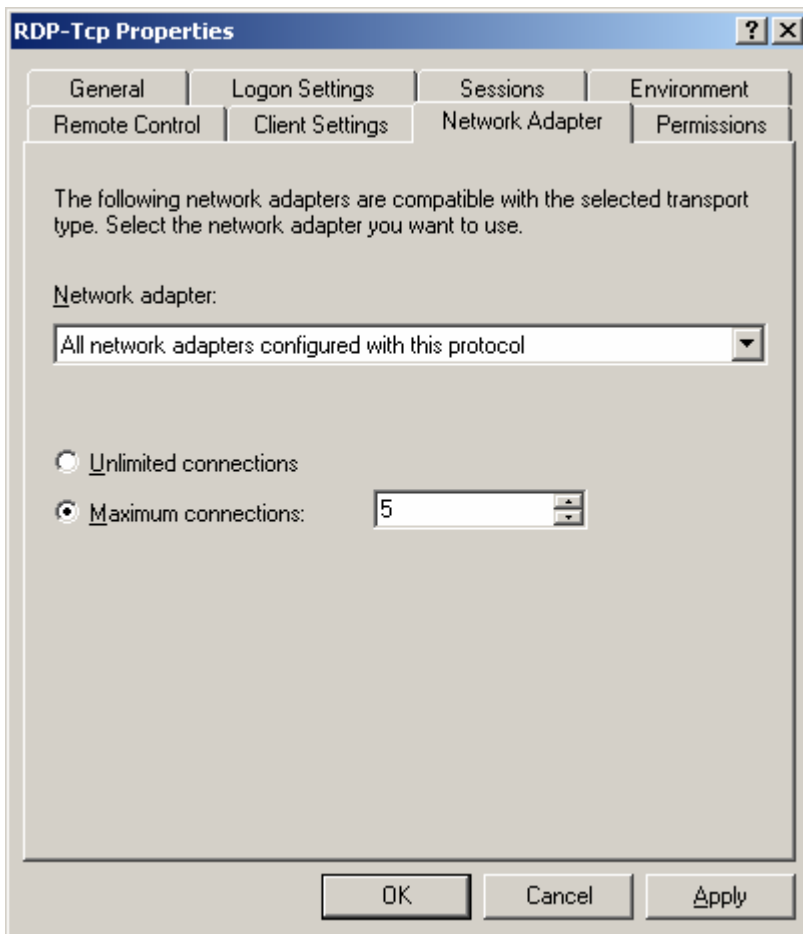 RDP-Tcp Properties
General Logon Settings Sessions Environment
Remote Control Client Settings Network Adapter Permissions
The following network adapters are compatible with the selected transport
type. Select the network adapter you want to use.
Network adapter:
All network adapters configured with this protocol
Unlimited connections
Maximum connections: 5
OK Cancel Apply